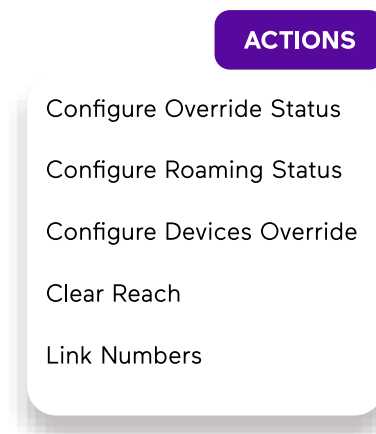 ACTIONS
Configure Override Status
Configure Roaming Status
Configure Devices Override
Clear Reach
Link Numbers